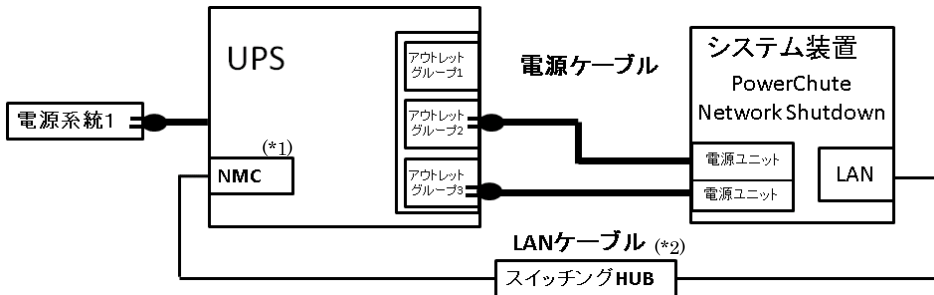 UPS
アウトレット
グループ1
アウトレット
グループ2
アウトレット
グループ3
電源系統1
(*1)
NMC
電源ケーブル
システム装置
PowerChute
Network Shutdown
電源ユニット
電源ユニット
LAN
LANケーブル (*2)
スイッチングHUB